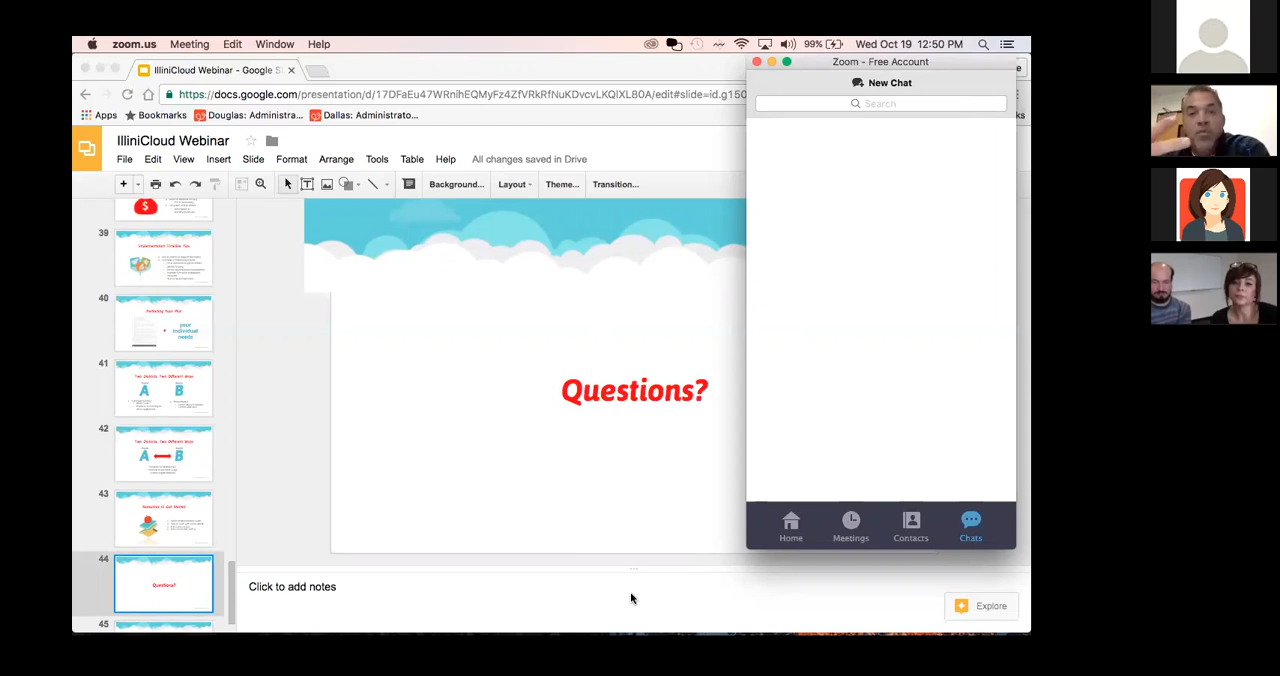 zoom.us Meeting Edit Window Help 99% Wed Oct 19 12:50 PM
IlliniCloud Webinar - Google Sl
https://docs.google.com/presentation/d/17DFaEu47WRnihEQMyFz4ZfVRkRfNuKDvcvLKQIXL80A/edit#slide=id.g150
Apps Bookmarks Douglas: Administra... Dallas: Administrato...
IlliniCloud Webinar
File Edit View Insert Slide Format Arrange Tools Table Help All changes saved in Drive
Background... Layout Theme... Transition...
39
Implementation Timeline Tips
40
Perfecting Your Plan
your
individual
needs
41
Two Districts, Two Different Ways
A B
42
Two Districts, Two Different Ways
A B
43
Resources to Get Started
44
Questions?
45
Questions?
Click to add notes
Explore
Zoom - Free Account
New Chat
Search
Home Meetings Contacts Chats